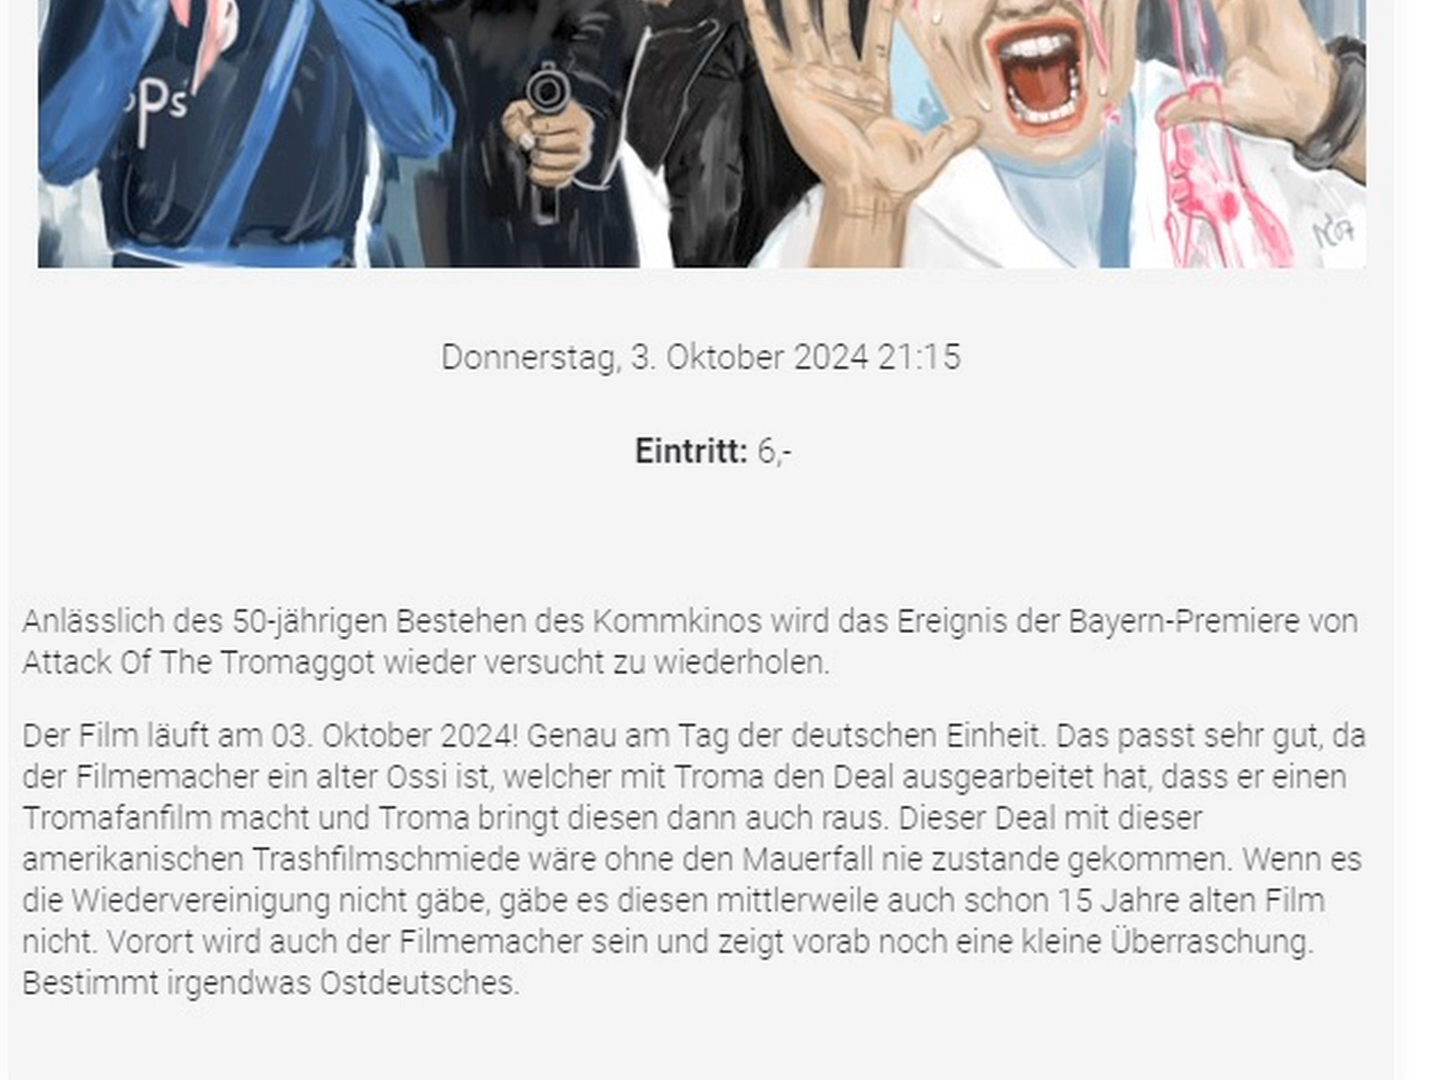 ops
Donnerstag, 3. Oktober 2024 21:15
Eintritt: 6,-
Anlässlich des 50-jährigen Bestehen des Kommkinos wird das Ereignis der Bayern-Premiere von
Attack Of The Tromaggot wieder versucht zu wiederholen.
Der Film läuft am 03. Oktober 2024! Genau am Tag der deutschen Einheit. Das passt sehr gut, da
der Filmemacher ein alter Ossi ist, welcher mit Troma den Deal ausgearbeitet hat, dass er einen
Tromafanfilm macht und Troma bringt diesen dann auch raus. Dieser Deal mit dieser
amerikanischen Trashfilmschmiede wäre ohne den Mauerfall nie zustande gekommen. Wenn es
die Wiedervereinigung nicht gäbe, gäbe es diesen mittlerweile auch schon 15 Jahre alten Film
nicht. Vorort wird auch der Filmemacher sein und zeigt vorab noch eine kleine Überraschung.
Bestimmt irgendwas Ostdeutsches.